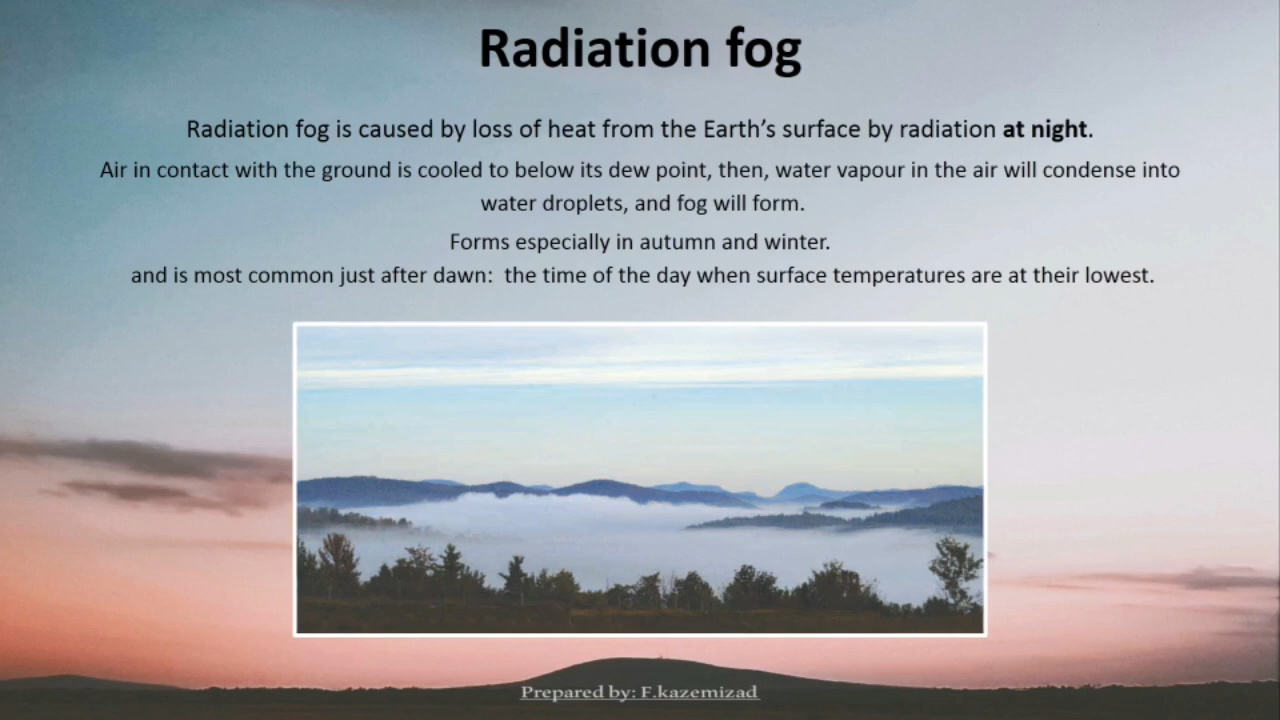 Radiation fog
Radiation fog is caused by loss of heat from the Earth’s surface by radiation at night.
Air in contact with the ground is cooled to below its dew point, then, water vapour in the air will condense into
water droplets, and fog will form.
Forms especially in autumn and winter.
and is most common just after dawn:  the time of the day when surface temperatures are at their lowest.
Prepared by: F.kazemizad